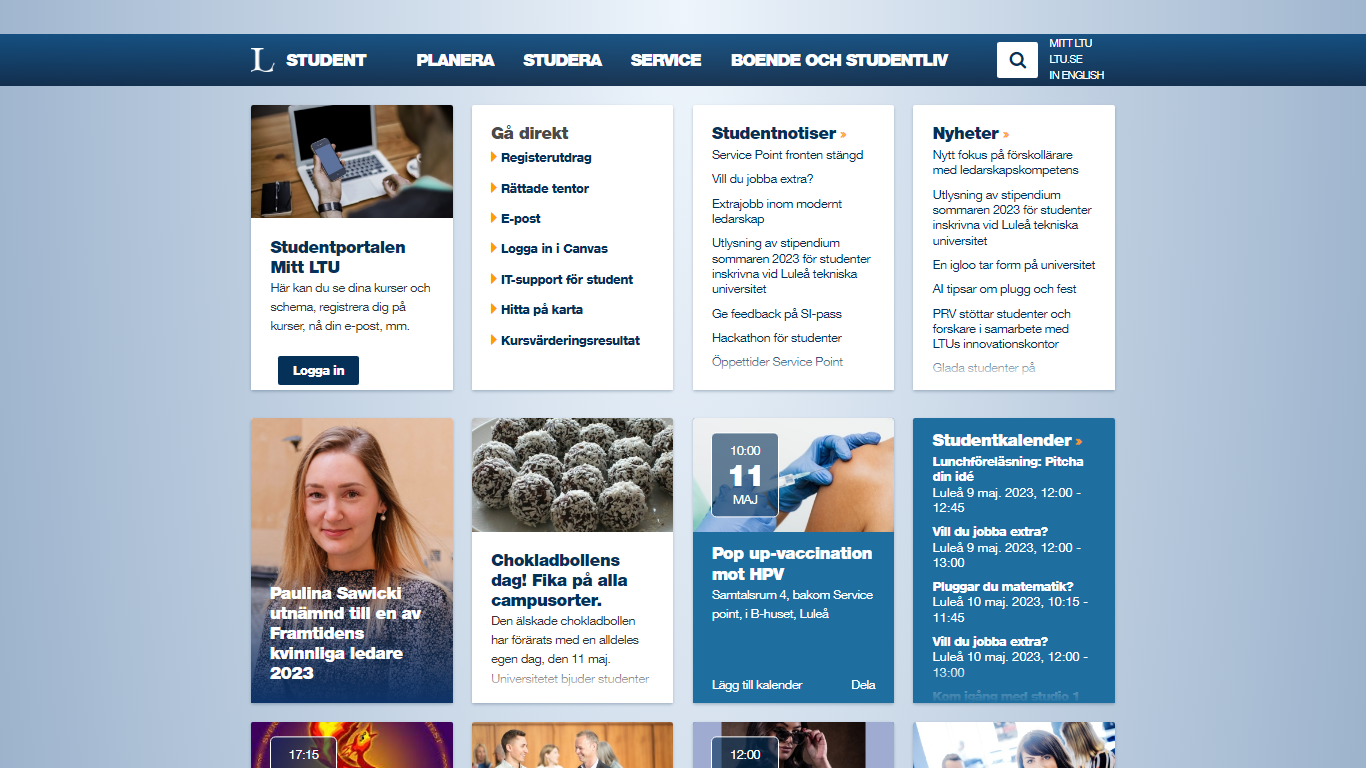 L STUDENT PLANERA STUDERA SERVICE BOENDE OCH STUDENTLIV
MITT LTU
LTU.SE
IN ENGLISH
Studentportalen
Mitt LTU
Här kan du se dina kurser och
schema, registrera dig på
kurser, nå din e-post, mm.
Logga in
Gå direkt
Registerutdrag
Rättade tentor
E-post
Logga in i Canvas
IT-support för student
Hitta på karta
Kursvärderingsresultat
Studentnotiser »
Service Point fronten stängd
Vill du jobba extra?
Extrajobb inom modernt
ledarskap
Utlysning av stipendium
sommaren 2023 för studenter
inskrivna vid Luleå tekniska
universitet
Ge feedback på SI-pass
Hackathon för studenter
Öppettider Service Point
Nyheter »
Nytt fokus på förskollärare
med ledarskapskompetens
Utlysning av stipendium
sommaren 2023 för studenter
inskrivna vid Luleå tekniska
universitet
En igloo tar form på universitet
AI tipsar om plugg och fest
PRV stöttar studenter och
forskare i samarbete med
LTUs innovationskontor
Glada studenter på
Paulina Sawicki
utnämnd till en av
Framtidens
kvinnliga ledare
2023
Chokladbollens
dag! Fika på alla
campusorter.
Den älskade chokladbollen
har förärats med en alldeles
egen dag, den 11 maj.
Universitetet bjuder studenter
10:00
11
MAJ
Pop up-vaccination
mot HPV
Samtalsrum 4, bakom Service
point, i B-huset, Luleå
Lägg till kalender Dela
Studentkalender »
Lunchföreläsning: Pitcha
din idé
Luleå 9 maj. 2023, 12:00 -
12:45
Vill du jobba extra?
Luleå 9 maj. 2023, 12:00 -
13:00
Pluggar du matematik?
Luleå 10 maj. 2023, 10:15 -
11:45
Vill du jobba extra?
Luleå 10 maj. 2023, 12:00 -
13:00
Kom igång med studio 1
17:15
12:00